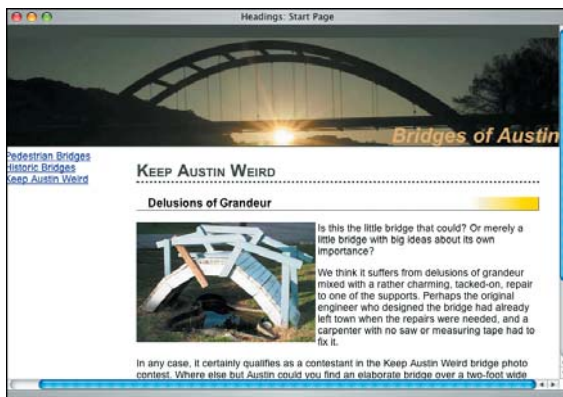 Headings: Start Page
Bridges of Austin
Pedestrian Bridges
Historic Bridges
Keep Austin Weird
KEEP AUSTIN WEIRD
Delusions of Grandeur
Is this the little bridge that could? Or merely a
little bridge with big ideas about its own
importance?
We think it suffers from delusions of grandeur
mixed with a rather charming, tacked-on, repair
to one of the supports. Perhaps the original
engineer who designed the bridge had already
left town when the repairs were needed, and a
carpenter with no saw or measuring tape had to
fix it.
In any case, it certainly qualifies as a contestant in the Keep Austin Weird bridge photo
contest. Where else but Austin could you find an elaborate bridge over a two-foot wide